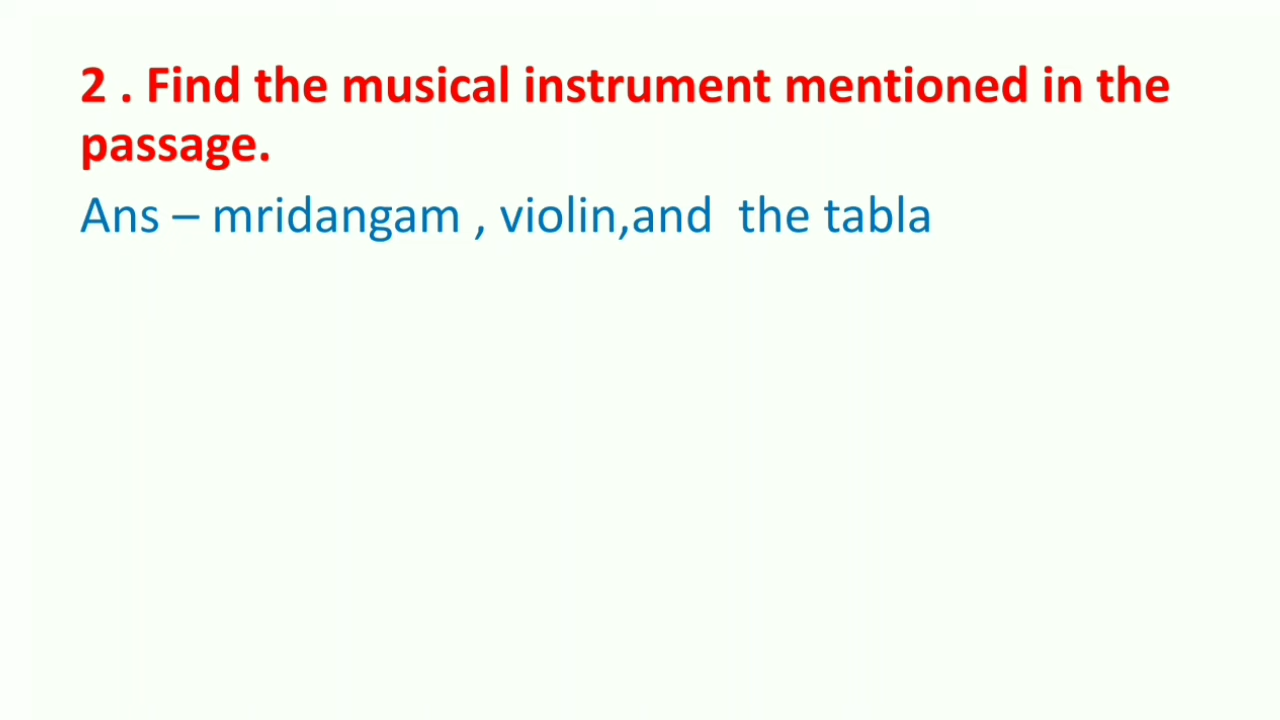 2 . Find the musical instrument mentioned in the
passage.
Ans – mridangam , violin,and  the tabla